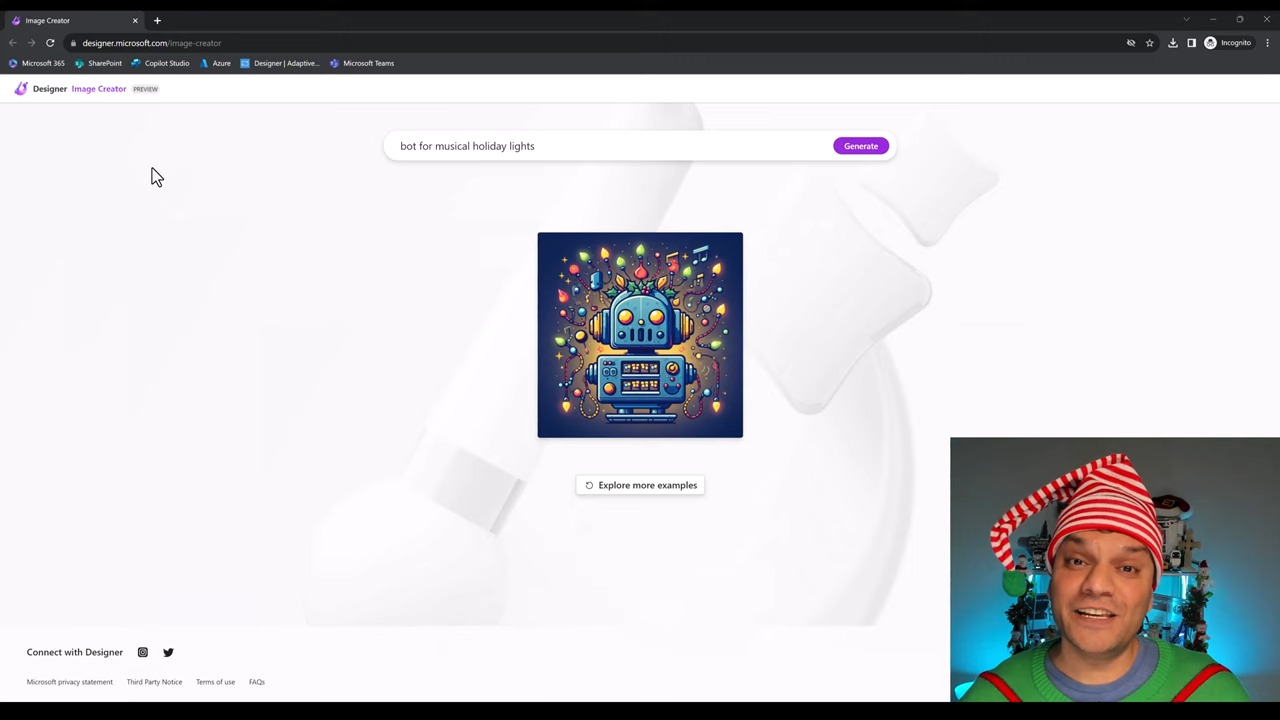 Image Creator
designer.microsoft.com/image-creator
Incognito
Microsoft 365 SharePoint Copilot Studio Azure Designer | Adaptive... Microsoft Teams
Designer Image Creator PREVIEW
bot for musical holiday lights Generate
Explore more examples
Connect with Designer
Microsoft privacy statement Third Party Notice Terms of use FAQs